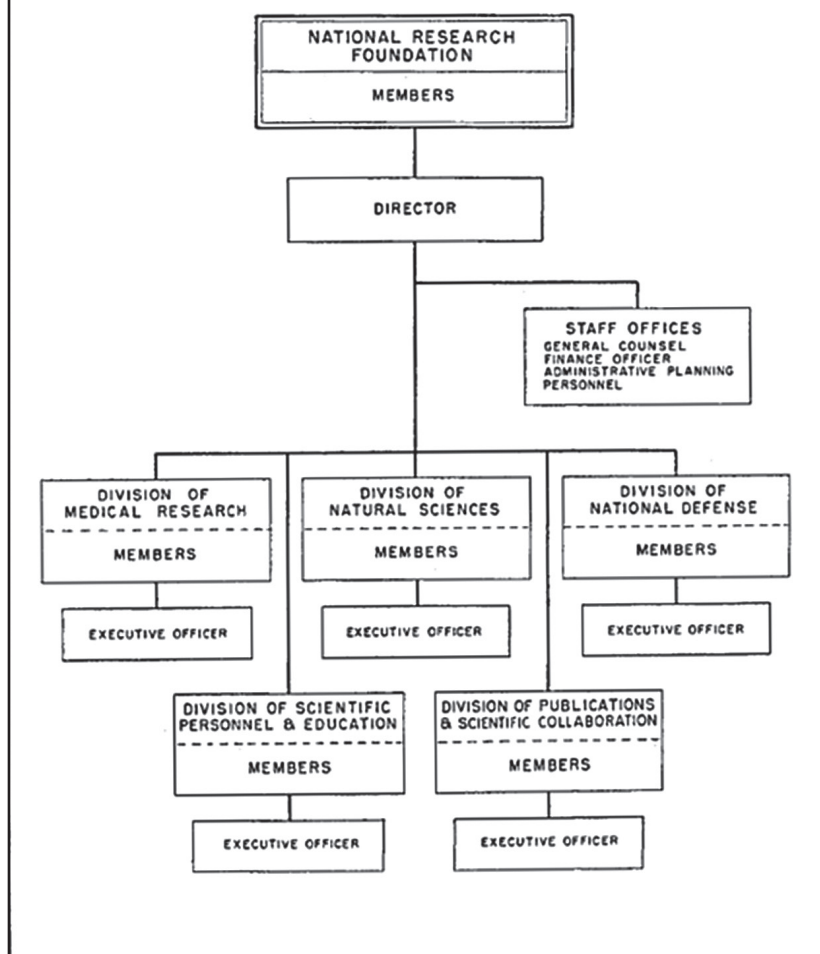 NATIONAL RESEARCH
FOUNDATION
MEMBERS
DIRECTOR
STAFF OFFICES
GENERAL COUNSEL
FINANCE OFFICER
ADMINISTRATIVE PLANNING
PERSONNEL
DIVISION OF
MEDICAL RESEARCH
MEMBERS
EXECUTIVE OFFICER
DIVISION OF
NATURAL SCIENCES
MEMBERS
EXECUTIVE OFFICER
DIVISION OF
NATIONAL DEFENSE
MEMBERS
EXECUTIVE OFFICER
DIVISION OF SCIENTIFIC
PERSONNEL & EDUCATION
MEMBERS
EXECUTIVE OFFICER
DIVISION OF PUBLICATIONS
& SCIENTIFIC COLLABORATION
MEMBERS
EXECUTIVE OFFICER